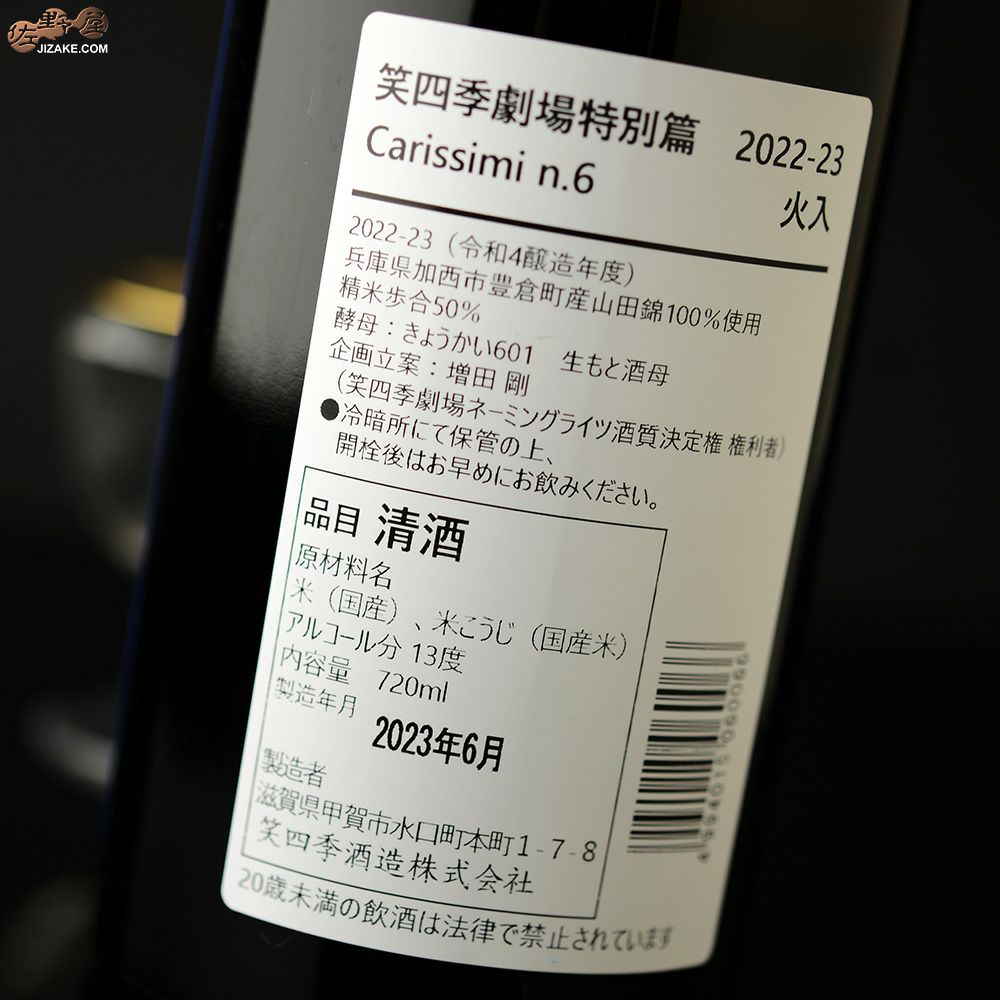 佐野屋
JIZAKE.COM
笑四季劇場特別篇 2022-23
Carissimi n.6 火入
2022-23（令和4醸造年度）
兵庫県加西市豊倉町産山田錦100%使用
精米歩合50%
酵母：きょうかい601 生もと酒母
企画立案：増田 剛
（笑四季劇場ネーミングライツ酒質決定権 権利者）
●冷暗所にて保管の上、
開栓後はお早めにお飲みください。
品目 清酒
原材料名
米（国産）、米こうじ（国産米）
アルコール分 13度
内容量 720ml
製造年月
2023年6月
製造者
滋賀県甲賀市水口町本町1-7-8
笑四季酒造株式会社
20歳未満の飲酒は法律で禁止されています